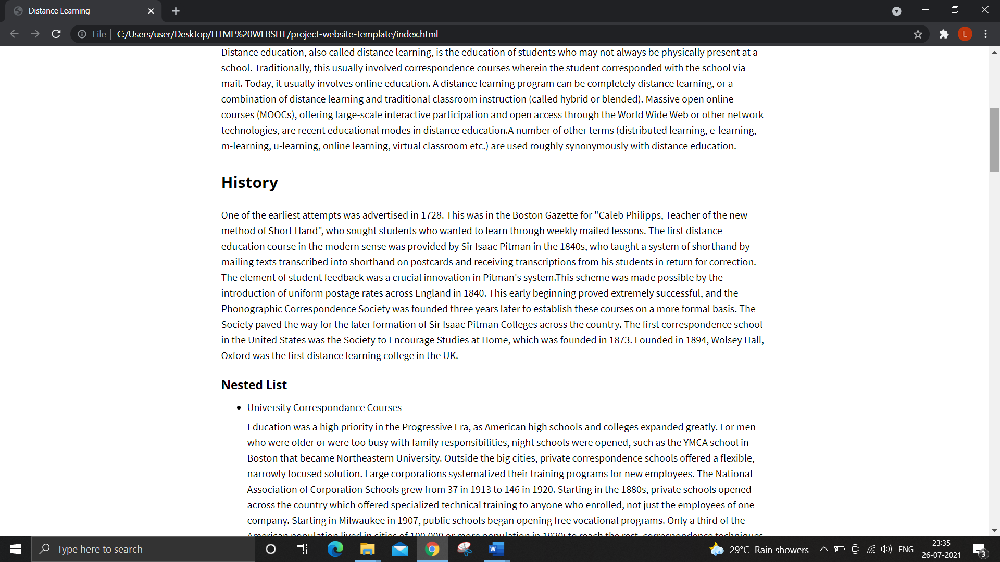 Distance Learning
File
C:/Users/user/Desktop/HTML%20WEBSITE/project-website-template/index.html
L
Distance education, also called distance learning, is the education of students who may not always be physically present at a
school. Traditionally, this usually involved correspondence courses wherein the student corresponded with the school via
mail. Today, it usually involves online education. A distance learning program can be completely distance learning, or a
combination of distance learning and traditional classroom instruction (called hybrid or blended). Massive open online
courses (MOOCs), offering large-scale interactive participation and open access through the World Wide Web or other network
technologies, are recent educational modes in distance education.A number of other terms (distributed learning, e-learning,
m-learning, u-learning, online learning, virtual classroom etc.) are used roughly synonymously with distance education.
History
One of the earliest attempts was advertised in 1728. This was in the Boston Gazette for "Caleb Philipps, Teacher of the new
method of Short Hand", who sought students who wanted to learn through weekly mailed lessons. The first distance
education course in the modern sense was provided by Sir Isaac Pitman in the 1840s, who taught a system of shorthand by
mailing texts transcribed into shorthand on postcards and receiving transcriptions from his students in return for correction.
The element of student feedback was a crucial innovation in Pitman's system.This scheme was made possible by the
introduction of uniform postage rates across England in 1840. This early beginning proved extremely successful, and the
Phonographic Correspondence Society was founded three years later to establish these courses on a more formal basis. The
Society paved the way for the later formation of Sir Isaac Pitman Colleges across the country. The first correspondence school
in the United States was the Society to Encourage Studies at Home, which was founded in 1873. Founded in 1894, Wolsey Hall,
Oxford was the first distance learning college in the UK.
Nested List
• University Correspondance Courses
Education was a high priority in the Progressive Era, as American high schools and colleges expanded greatly. For men
who were older or were too busy with family responsibilities, night schools were opened, such as the YMCA school in
Boston that became Northeastern University. Outside the big cities, private correspondence schools offered a flexible,
narrowly focused solution. Large corporations systematized their training programs for new employees. The National
Association of Corporation Schools grew from 37 in 1913 to 146 in 1920. Starting in the 1880s, private schools opened
across the country which offered specialized technical training to anyone who enrolled, not just the employees of one
company. Starting in Milwaukee in 1907, public schools began opening free vocational programs. Only a third of the
American population lived in cities of 100,000 or more population in 1920; to reach the rest, correspondence techniques
Type here to search
W
29°C Rain showers
ENG
23:35
26-07-2021
3